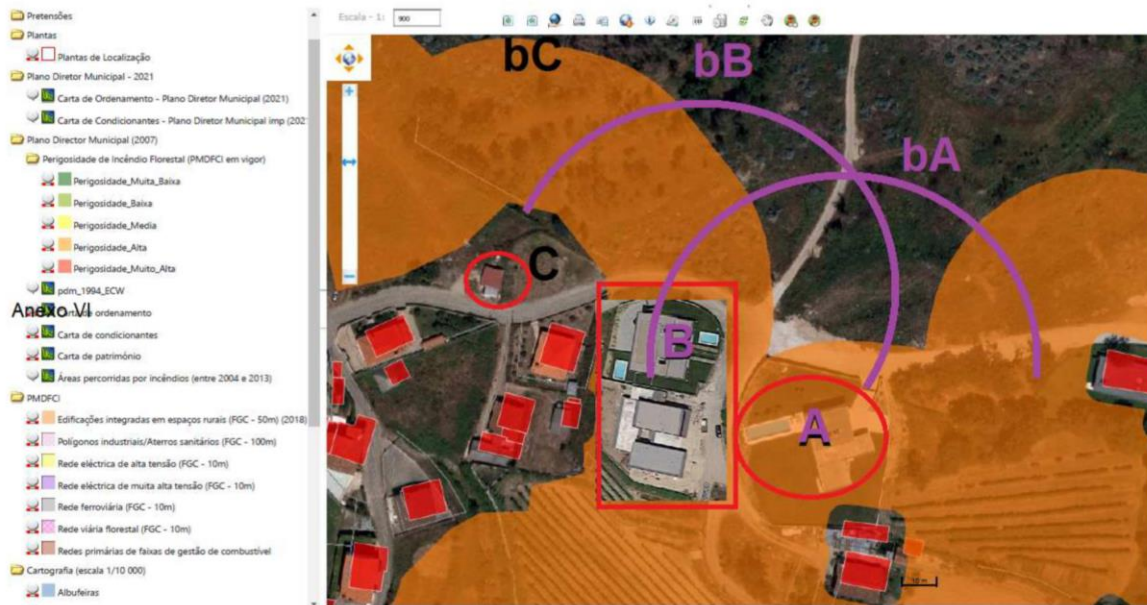 Pretensões
Plantas
Plantas de Localização
Plano Diretor Municipal - 2021
Carta de Ordenamento - Plano Diretor Municipal (2021)
Carta de Condicionantes - Plano Diretor Municipal imp (202
Plano Director Municipal (2007)
Perigosidade de Incêndio Florestal (PMDFCI em vigor)
Perigosidade_Muita_Baixa
Perigosidade_Baixa
Perigosidade_Media
Perigosidade_Alta
Perigosidade_Muito_Alta
pdm_1994_ECW
Anexo VI
Carta de ordenamento
Carta de condicionantes
Carta de património
Áreas percorridas por incêndios (entre 2004 e 2013)
PMDFCI
Edificações integradas em espaços rurais (FGC - 50m) (2018)
Polígonos industriais/Aterros sanitários (FGC - 100m)
Rede eléctrica de alta tensão (FGC - 10m)
Rede eléctrica de muita alta tensão (FGC - 10m)
Rede ferroviária (FGC - 10m)
Rede viária florestal (FGC - 10m)
Redes primárias de faixas de gestão de combustível
Cartografia (escala 1/10 000)
Albufeiras
Escala - 1: 900
bC
bB
bA
C
B
A
10 m